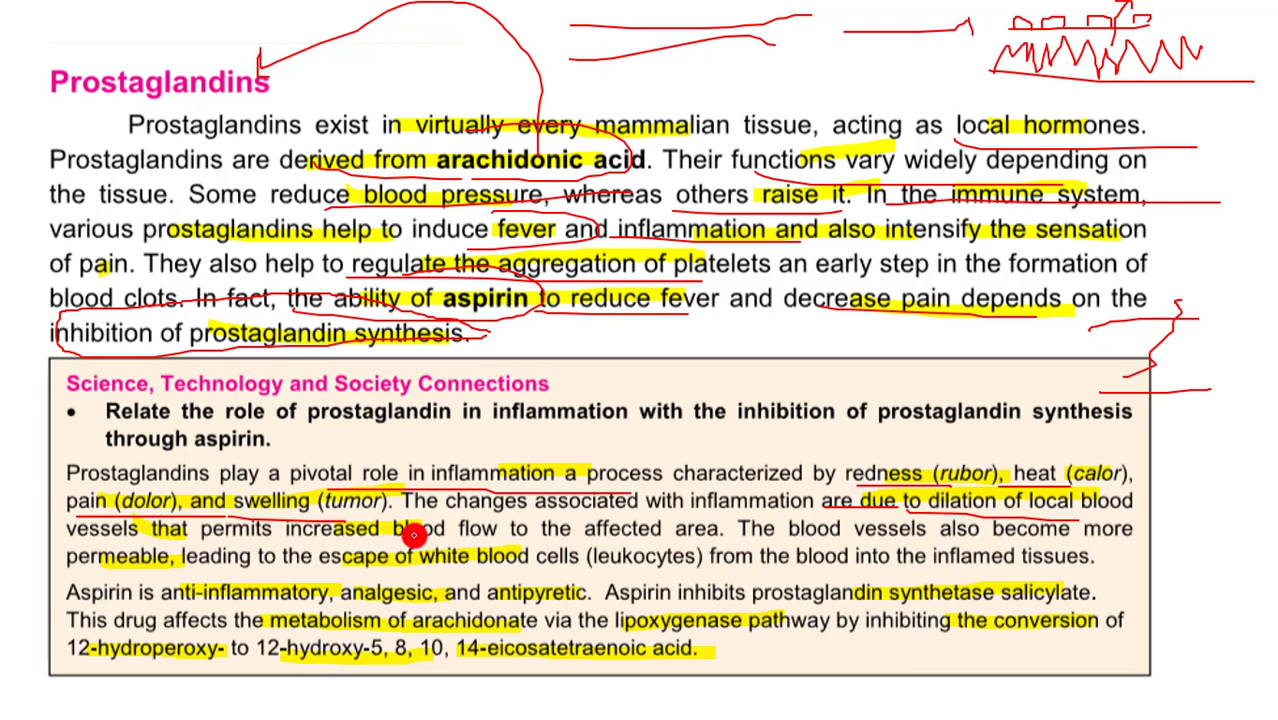 Prostaglandins
Prostaglandins exist in virtually every mammalian tissue, acting as local hormones.
Prostaglandins are derived from arachidonic acid. Their functions vary widely depending on
the tissue. Some reduce blood pressure, whereas others raise it. In the immune system,
various prostaglandins help to induce fever and inflammation and also intensify the sensation
of pain. They also help to regulate the aggregation of platelets an early step in the formation of
blood clots. In fact, the ability of aspirin to reduce fever and decrease pain depends on the
inhibition of prostaglandin synthesis.
Science, Technology and Society Connections
• Relate the role of prostaglandin in inflammation with the inhibition of prostaglandin synthesis
through aspirin.
Prostaglandins play a pivotal role in inflammation a process characterized by redness (rubor), heat (calor),
pain (dolor), and swelling (tumor). The changes associated with inflammation are due to dilation of local blood
vessels that permits increased blood flow to the affected area. The blood vessels also become more
permeable, leading to the escape of white blood cells (leukocytes) from the blood into the inflamed tissues.
Aspirin is anti-inflammatory, analgesic, and antipyretic. Aspirin inhibits prostaglandin synthetase salicylate.
This drug affects the metabolism of arachidonate via the lipoxygenase pathway by inhibiting the conversion of
12-hydroperoxy- to 12-hydroxy-5, 8, 10, 14-eicosatetraenoic acid.